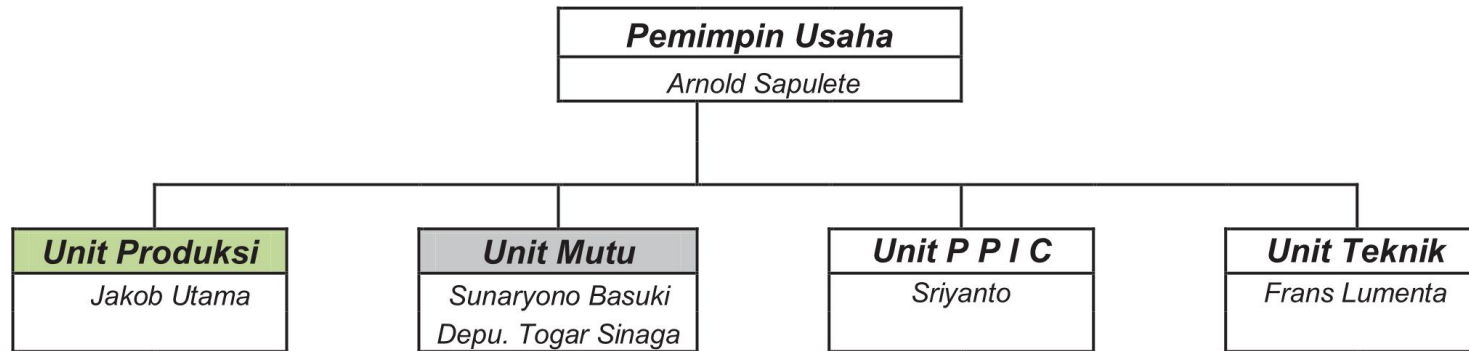 Pemimpin Usaha
Arnold Sapulete
Unit Produksi
Jakob Utama
Unit Mutu
Sunaryono Basuki
Depu. Togar Sinaga
Unit P P I C
Sriyanto
Unit Teknik
Frans Lumenta